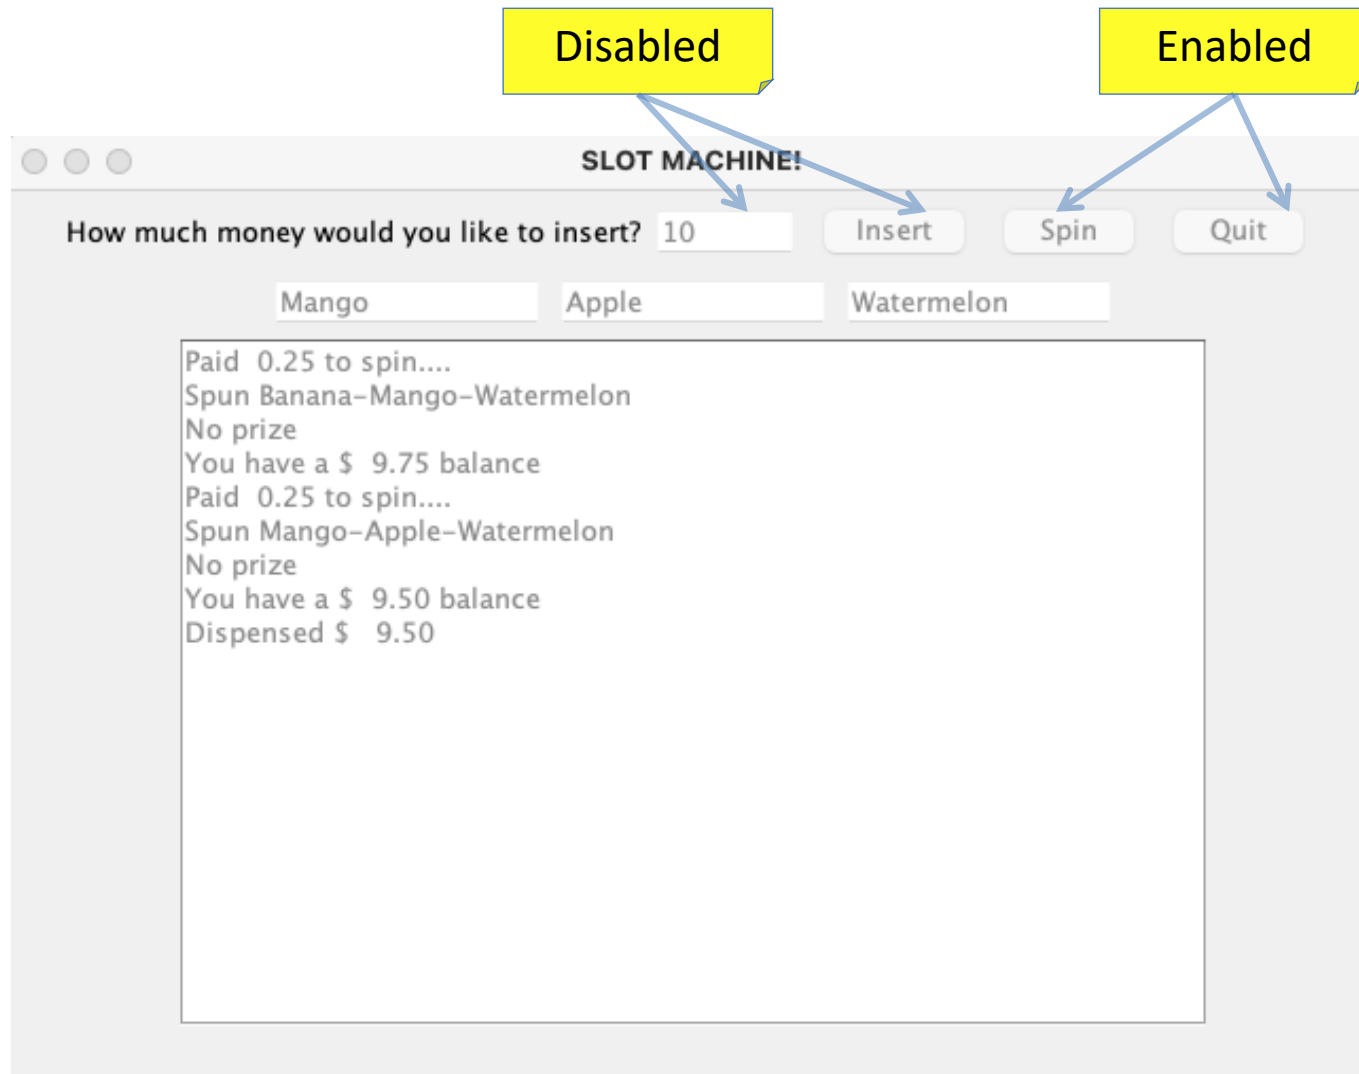 Disabled
Enabled
SLOT MACHINE!
How much money would you like to insert? 10 Insert Spin Quit
Mango Apple Watermelon
Paid  0.25 to spin....
Spun Banana-Mango-Watermelon
No prize
You have a $  9.75 balance
Paid  0.25 to spin....
Spun Mango-Apple-Watermelon
No prize
You have a $  9.50 balance
Dispensed $   9.50